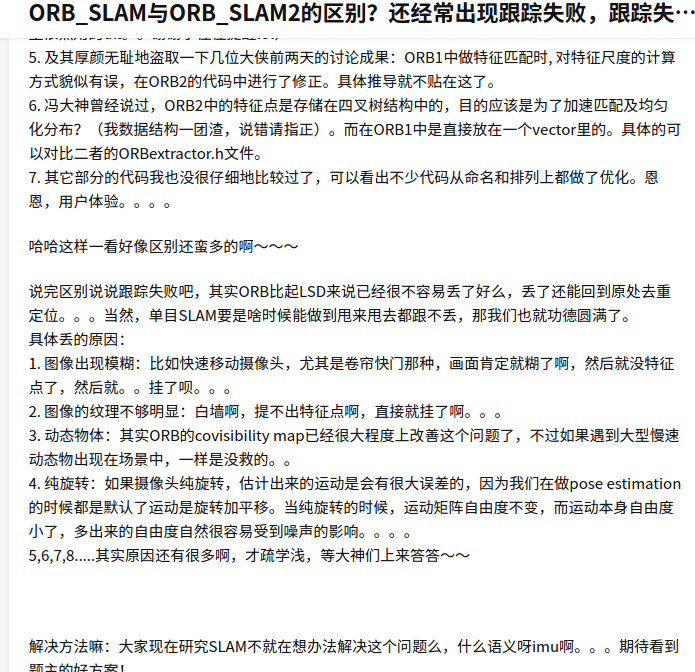 ORB_SLAM与ORB_SLAM2的区别？还经常出现跟踪失败，跟踪失…
5. 及其厚颜无耻地盗取一下几位大侠前两天的讨论成果：ORB1中做特征匹配时, 对特征尺度的计算
方式貌似有误，在ORB2的代码中进行了修正。具体推导就不贴在这了。
6. 冯大神曾经说过，ORB2中的特征点是存储在四叉树结构中的，目的应该是为了加速匹配及均匀
化分布？（我数据结构一团渣，说错请指正）。而在ORB1中是直接放在一个vector里的。具体的可
以对比二者的ORBextractor.h文件。
7. 其它部分的代码我也没很仔细地比较过了，可以看出不少代码从命名和排列上都做了优化。恩
恩，用户体验。。。。
哈哈这样一看好像区别还蛮多的啊～～～
说完区别说说跟踪失败吧，其实ORB比起LSD来说已经很不容易丢了好么，丢了还能回到原处去重
定位。。。当然，单目SLAM要是啥时候能做到甩来甩去都跟不丢，那我们也就功德圆满了。
具体丢的原因：
1. 图像出现模糊：比如快速移动摄像头，尤其是卷帘快门那种，画面肯定就糊了啊，然后就没特征
点了，然后就。。挂了呗。。。
2. 图像的纹理不够明显：白墙啊，提不出特征点啊，直接就挂了啊。。。
3. 动态物体：其实ORB的covisibility map已经很大程度上改善这个问题了，不过如果遇到大型慢速
动态物出现在场景中，一样是没救的。。
4. 纯旋转：如果摄像头纯旋转，估计出来的运动是会有很大误差的，因为我们在做pose estimation
的时候都是默认了运动是旋转加平移。当纯旋转的时候，运动矩阵自由度不变，而运动本身自由度
小了，多出来的自由度自然很容易受到噪声的影响。。。。
5,6,7,8.....其实原因还有很多啊，才疏学浅，等大神们上来答答～～
解决方法嘛：大家现在研究SLAM不就在想办法解决这个问题么，什么语义呀imu啊。。。期待看到
题主的好方案！